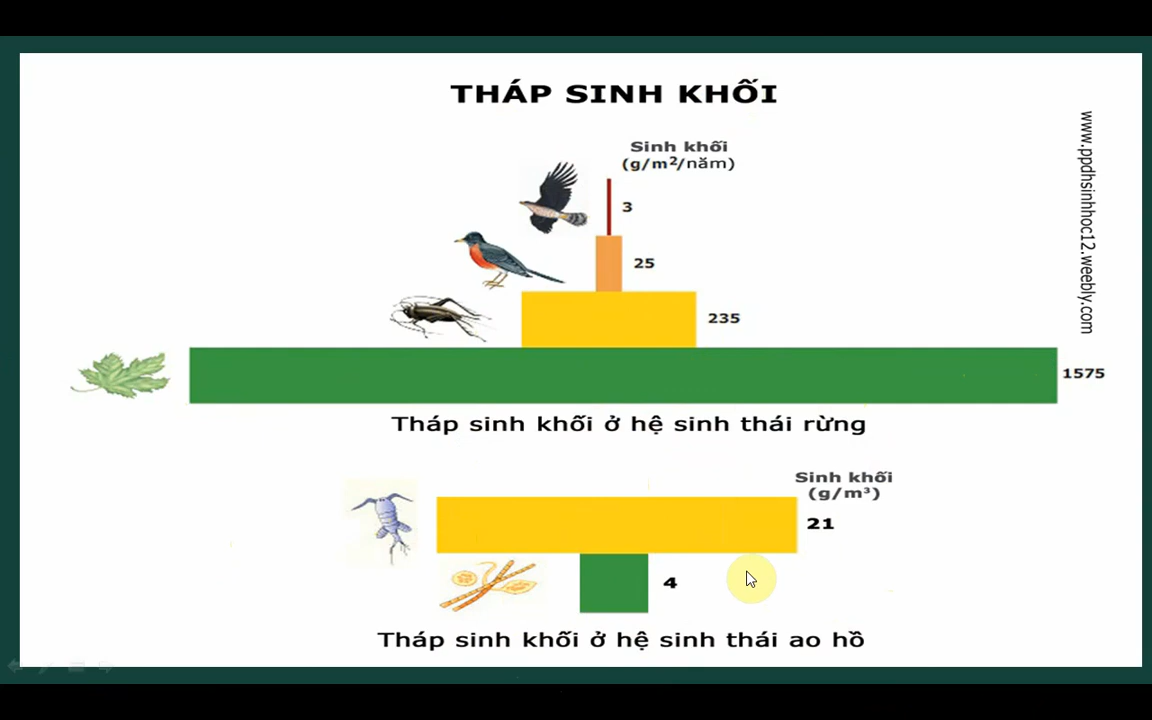 THÁP SINH KHỐI
Sinh khối
(g/m²/năm)
3
25
235
1575
Tháp sinh khối ở hệ sinh thái rừng
Sinh khối
(g/m³)
21
4
Tháp sinh khối ở hệ sinh thái ao hồ
www.ppdhsinhhoc12.weebly.com